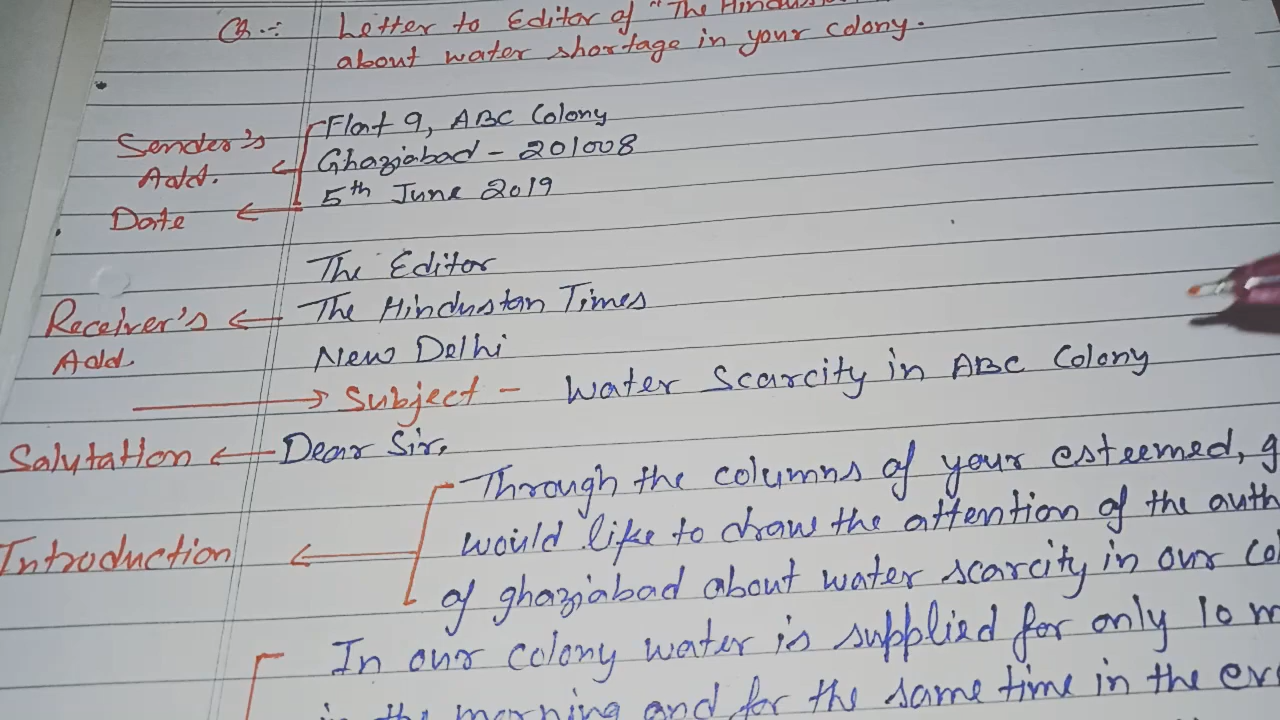 Q.:- Letter to Editor of "The Hindus
about water shortage in your colony.
Sender's Add.
Date
Flat 9, ABC Colony
Ghaziabad - 201008
5th June 2019
The Editor
Receiver's Add.
The Hindustan Times
New Delhi
Subject - Water Scarcity in ABC Colony
Salutation
Dear Sir,
Through the columns of your esteemed, g
Introduction
would like to draw the attention of the auth
of ghaziabad about water scarcity in our co
In our colony water is supplied for only 10 m
in the morning and for the same time in the eve